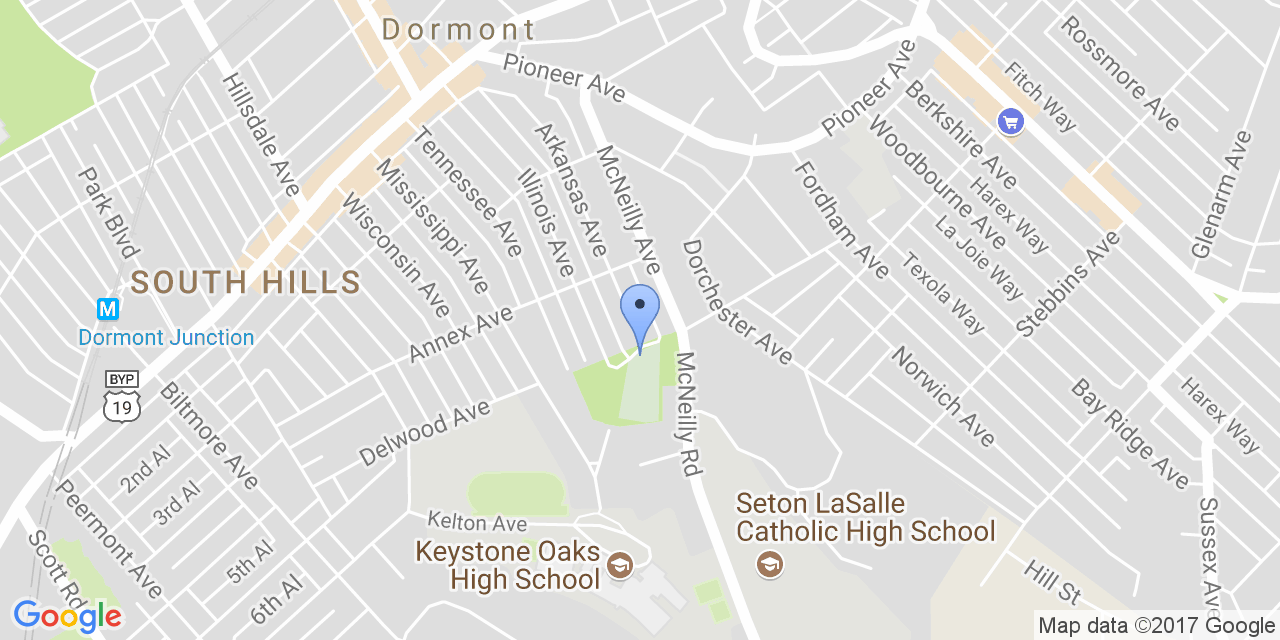 Dormont
Pioneer Ave
Rossmore Ave
Fitch Way
Pioneer Ave
Berkshire Ave
Hillsdale Ave
Tennessee Ave
Arkansas Ave
McNeilly Ave
Woodbourne Ave
Glenarm Ave
Park Blvd
Mississippi Ave
Illinois Ave
Fordham Ave
Harex Way
Wisconsin Ave
La Joie Way
SOUTH HILLS
Dorchester Ave
Texola Way
Stebbins Ave
M
Dormont Junction
Annex Ave
BYP
19
McNeilly Rd
Norwich Ave
Bay Ridge Ave
Harex Way
Biltmore Ave
Delwood Ave
2nd Al
3rd Al
Peermont Ave
5th Al
6th Al
Scott Rd
Kelton Ave
Keystone Oaks
High School
Seton LaSalle
Catholic High School
Sussex Ave
Hill St
Google
Map data ©2017 Google